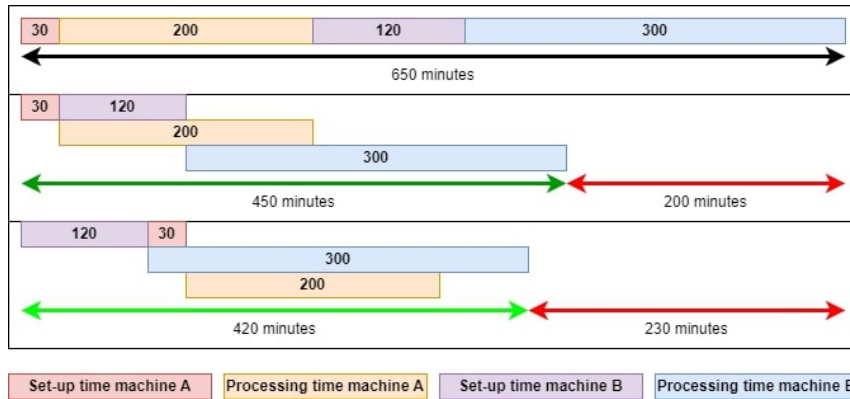 30 200 120 300
650 minutes
30 120
200
300
450 minutes 200 minutes
120 30
300
200
420 minutes 230 minutes
Set-up time machine A Processing time machine A Set-up time machine B Processing time machine B